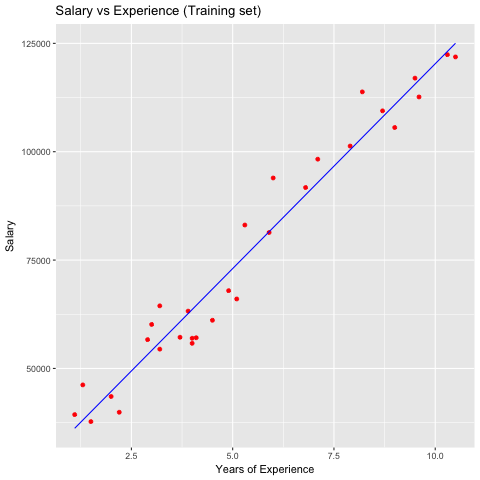 Salary vs Experience (Training set)
125000
100000
75000
50000
Salary
2.5
5.0
7.5
10.0
Years of Experience